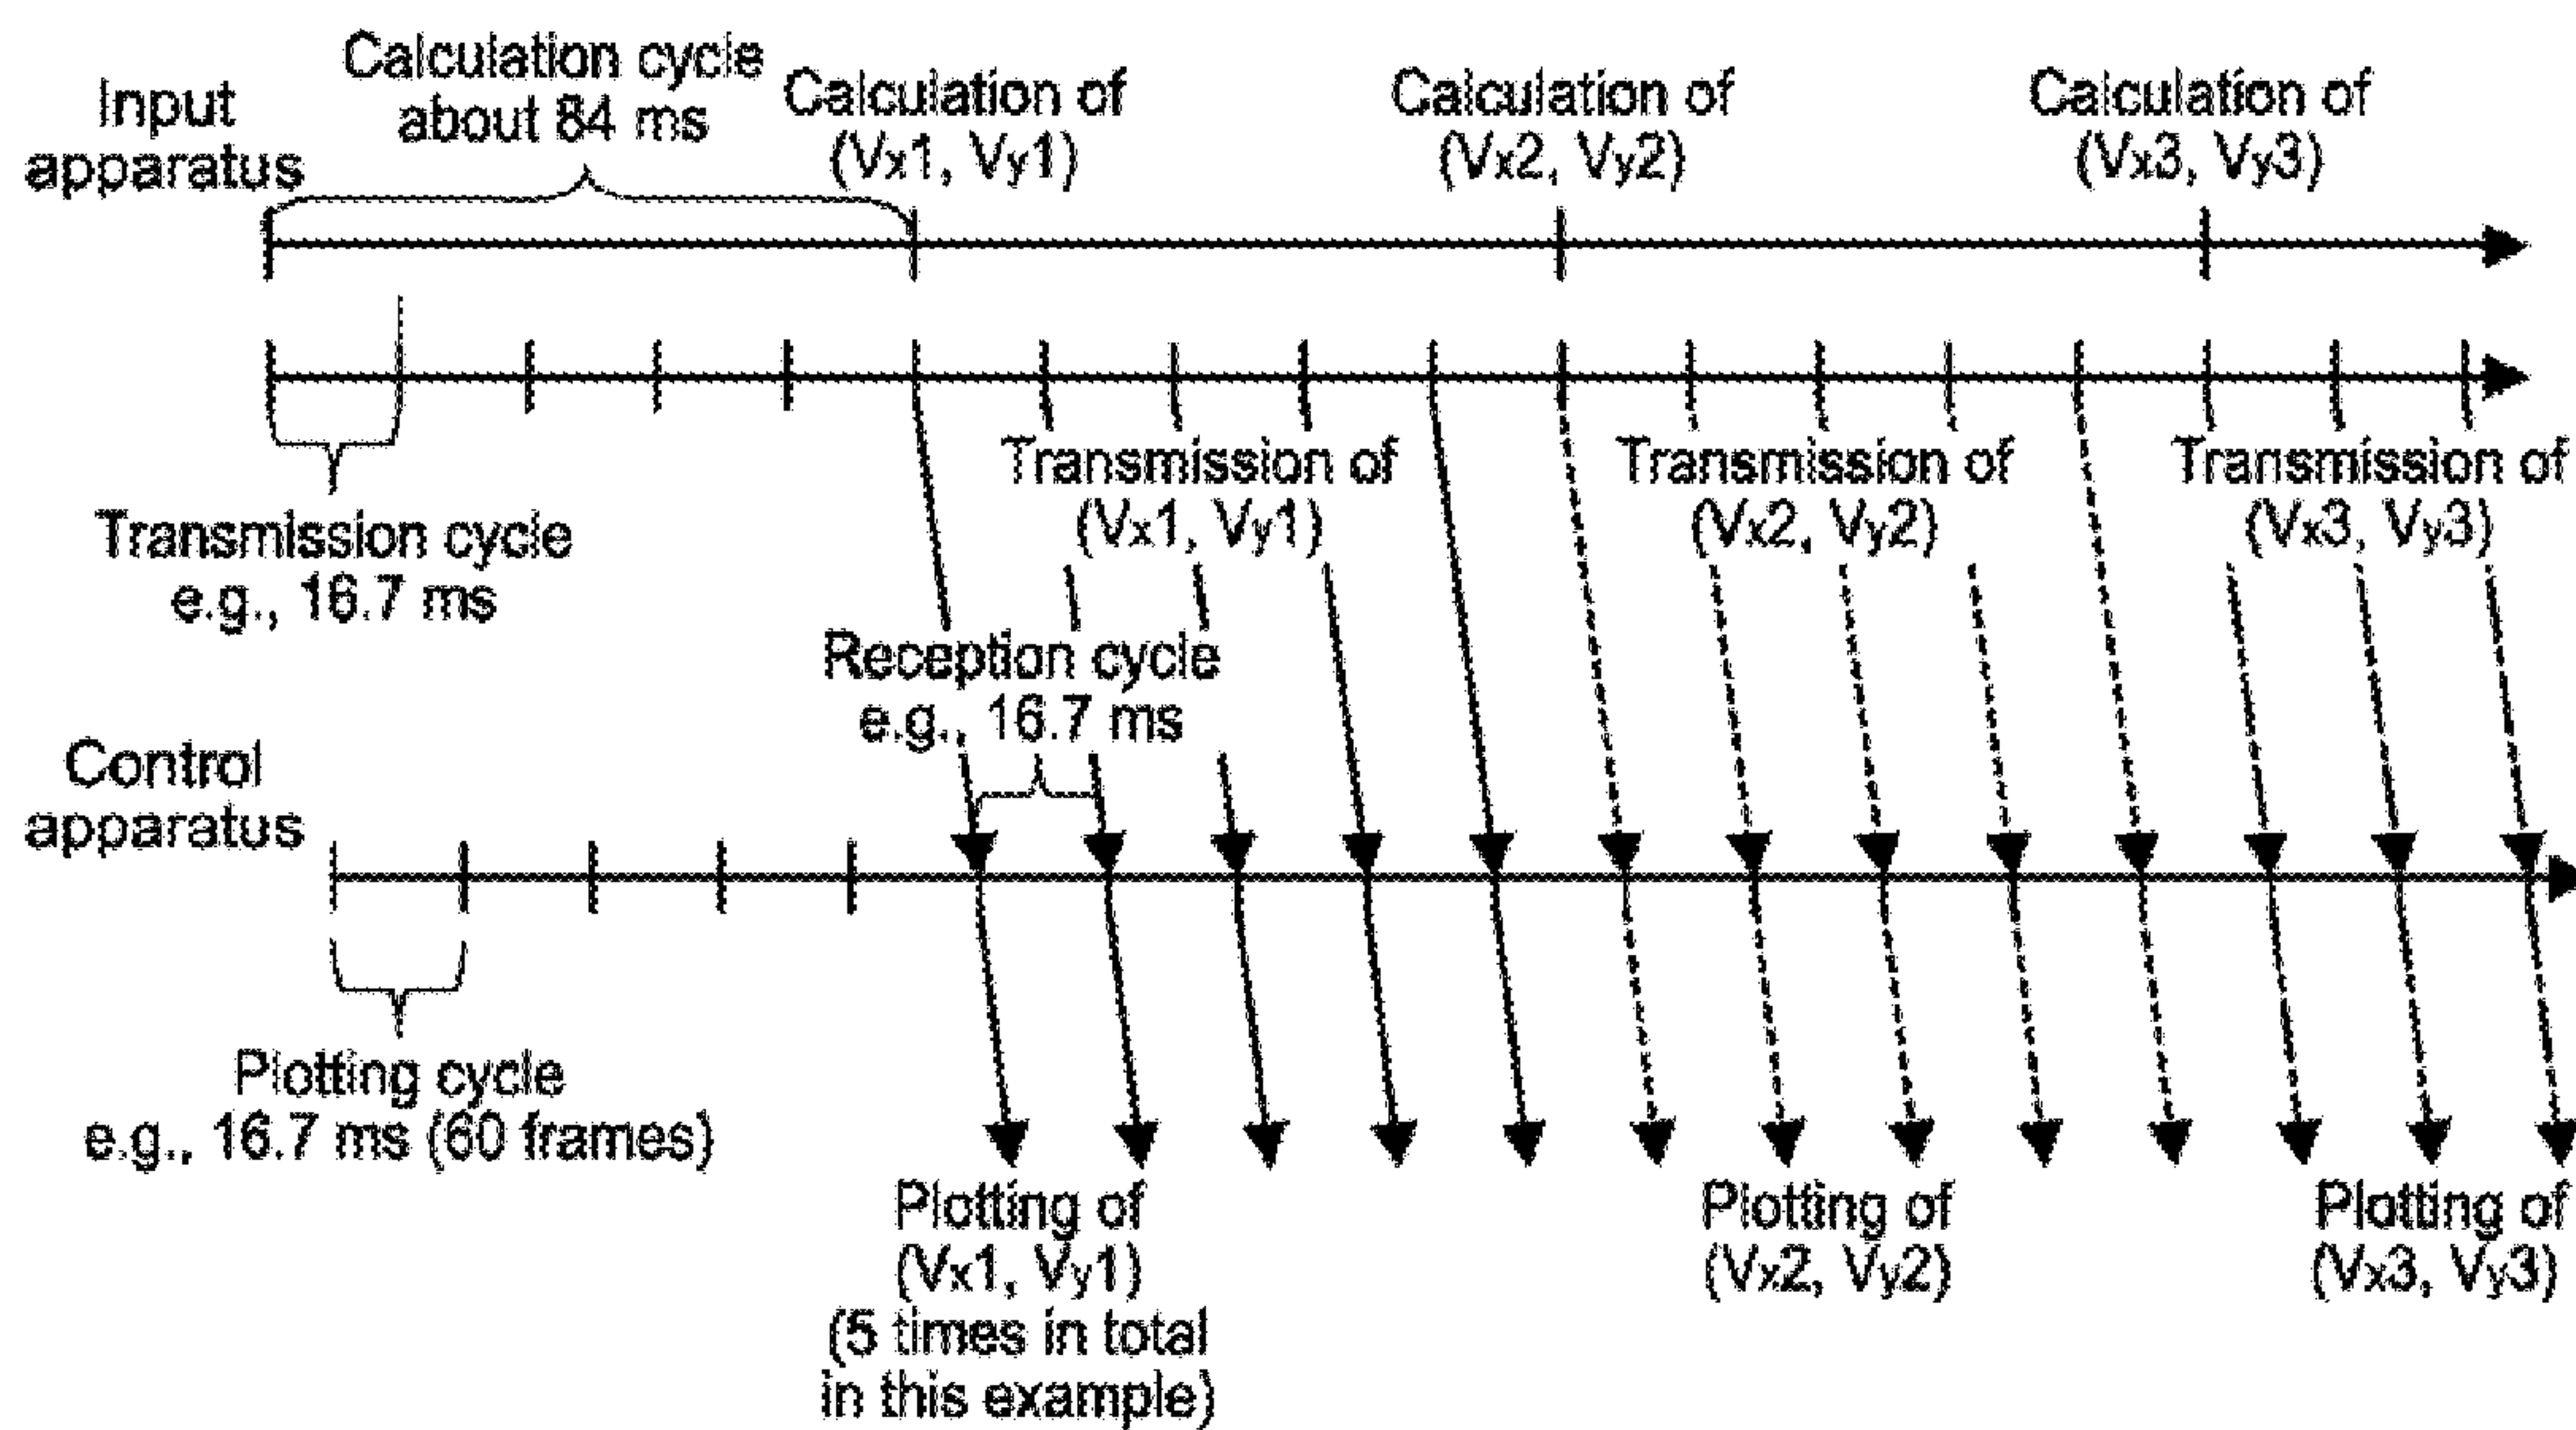 Input
apparatus
Calculation cycle
about 84 ms
Calculation of
(Vx1, Vy1)
Calculation of
(Vx2, Vy2)
Calculation of
(Vx3, Vy3)
Transmission cycle
e.g., 16.7 ms
Transmission of
(Vx1, Vy1)
Transmission of
(Vx2, Vy2)
Transmission of
(Vx3, Vy3)
Reception cycle
e.g., 16.7 ms
Control
apparatus
Plotting cycle
e.g., 16.7 ms (60 frames)
Plotting of
(Vx1, Vy1)
(5 times in total
in this example)
Plotting of
(Vx2, Vy2)
Plotting of
(Vx3, Vy3)